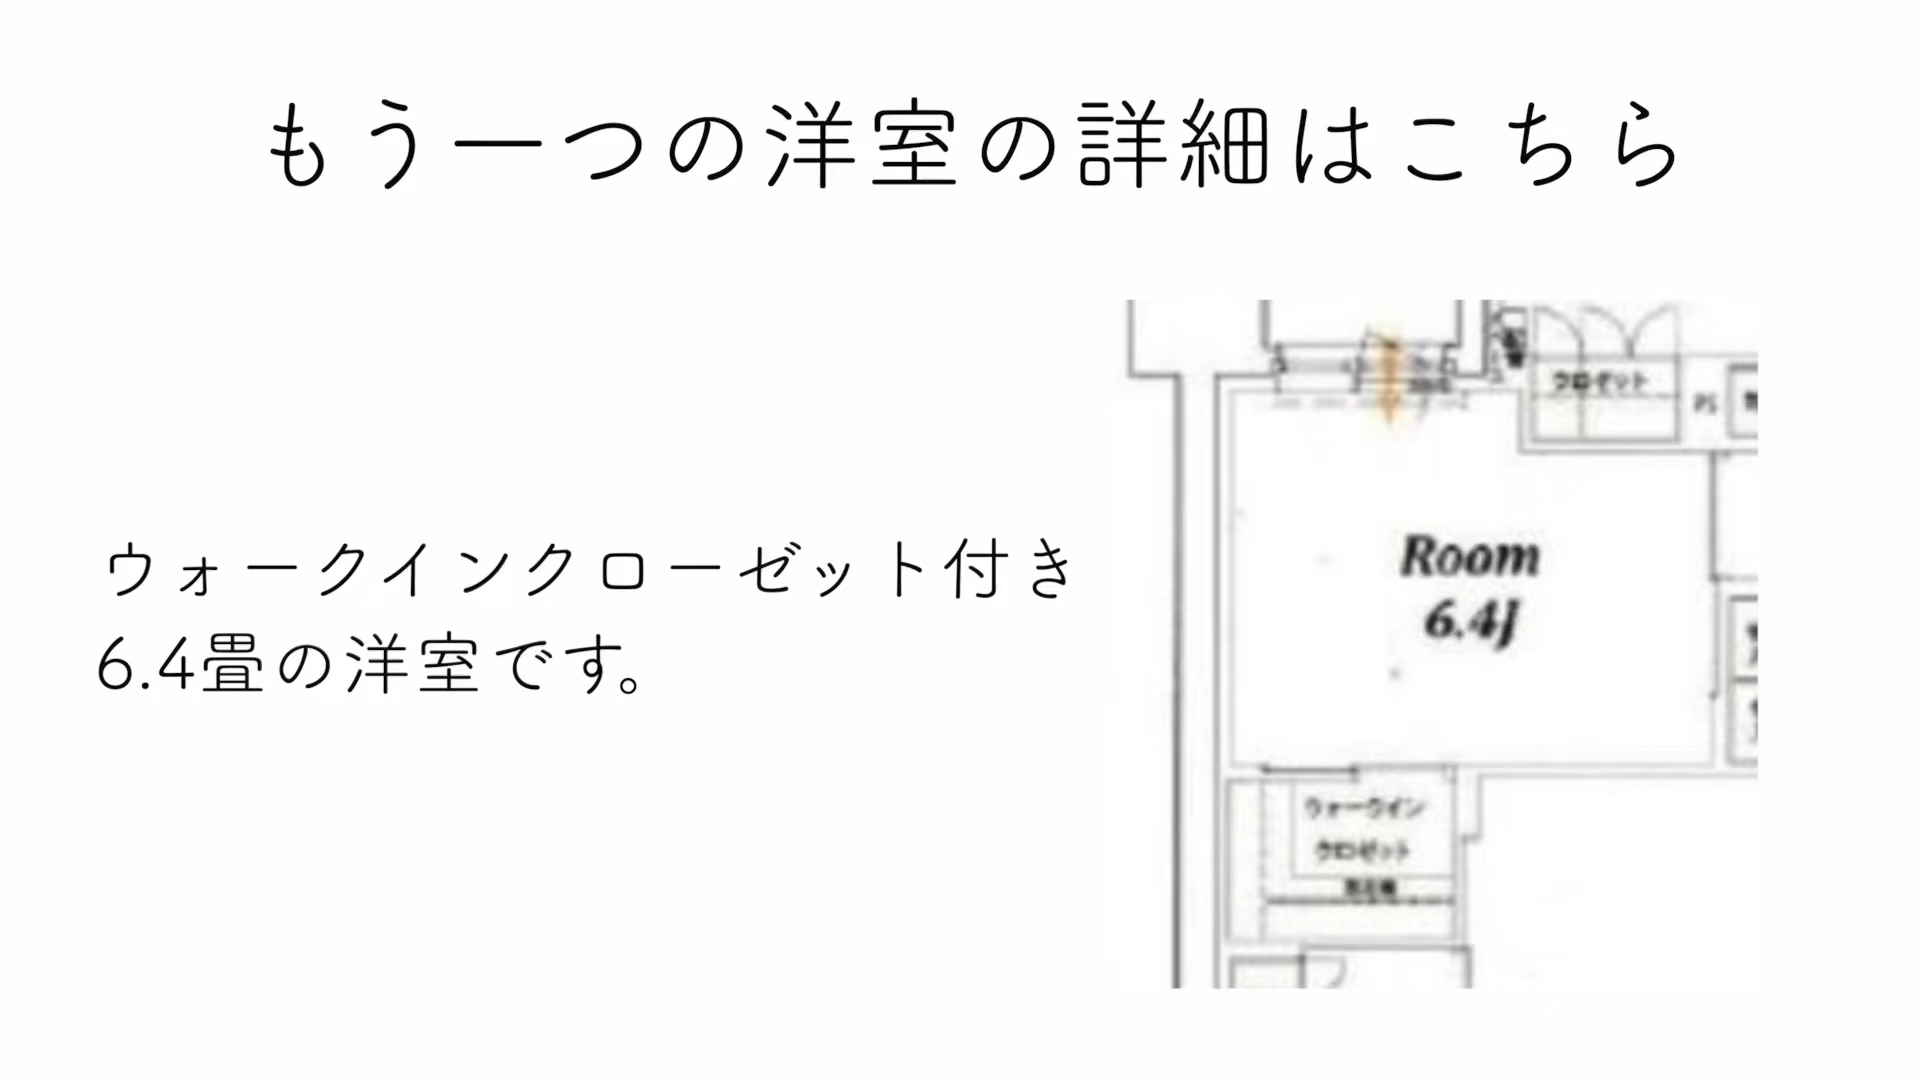 もう一つの洋室の詳細はこちら
ウォークインクローゼット付き
6.4畳の洋室です。
クロゼット
PS
Room
6.4J
ウォークイン
クロゼット